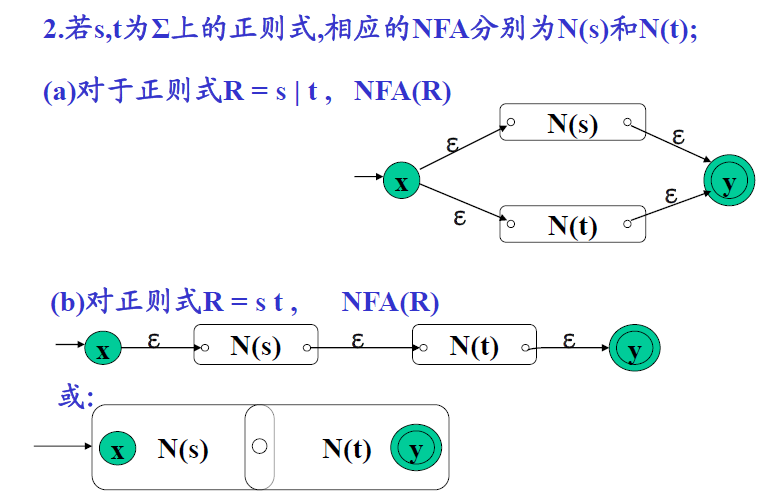 2.若s,t为Σ上的正则式,相应的NFA分别为N(s)和N(t);
(a)对于正则式R = s | t , NFA(R)
N(s)
ε ε
x y
ε ε
N(t)
(b)对正则式R = s t , NFA(R)
x ε N(s) ε N(t) ε y
或:
x N(s) N(t) y